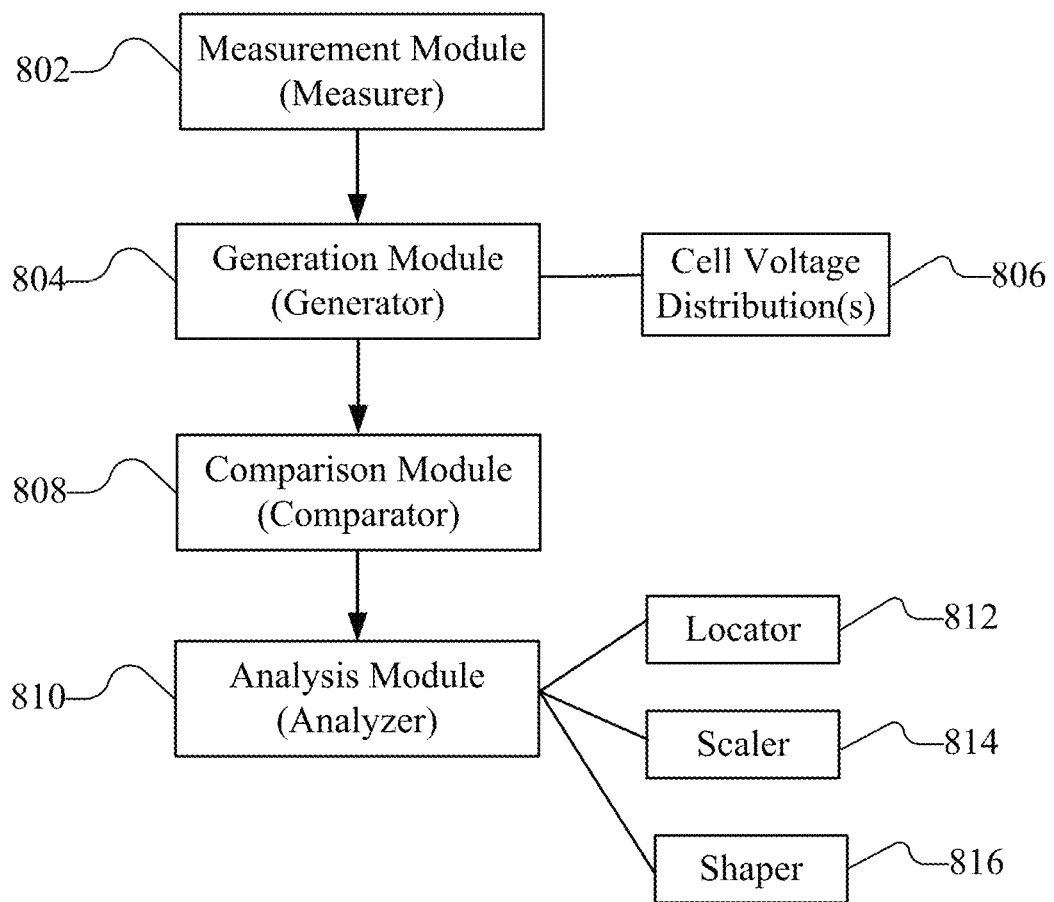 802
Measurement Module
(Measurer)
804
Generation Module
(Generator)
Cell Voltage
Distribution(s)
806
808
Comparison Module
(Comparator)
810
Analysis Module
(Analyzer)
Locator
812
Scaler
814
Shaper
816